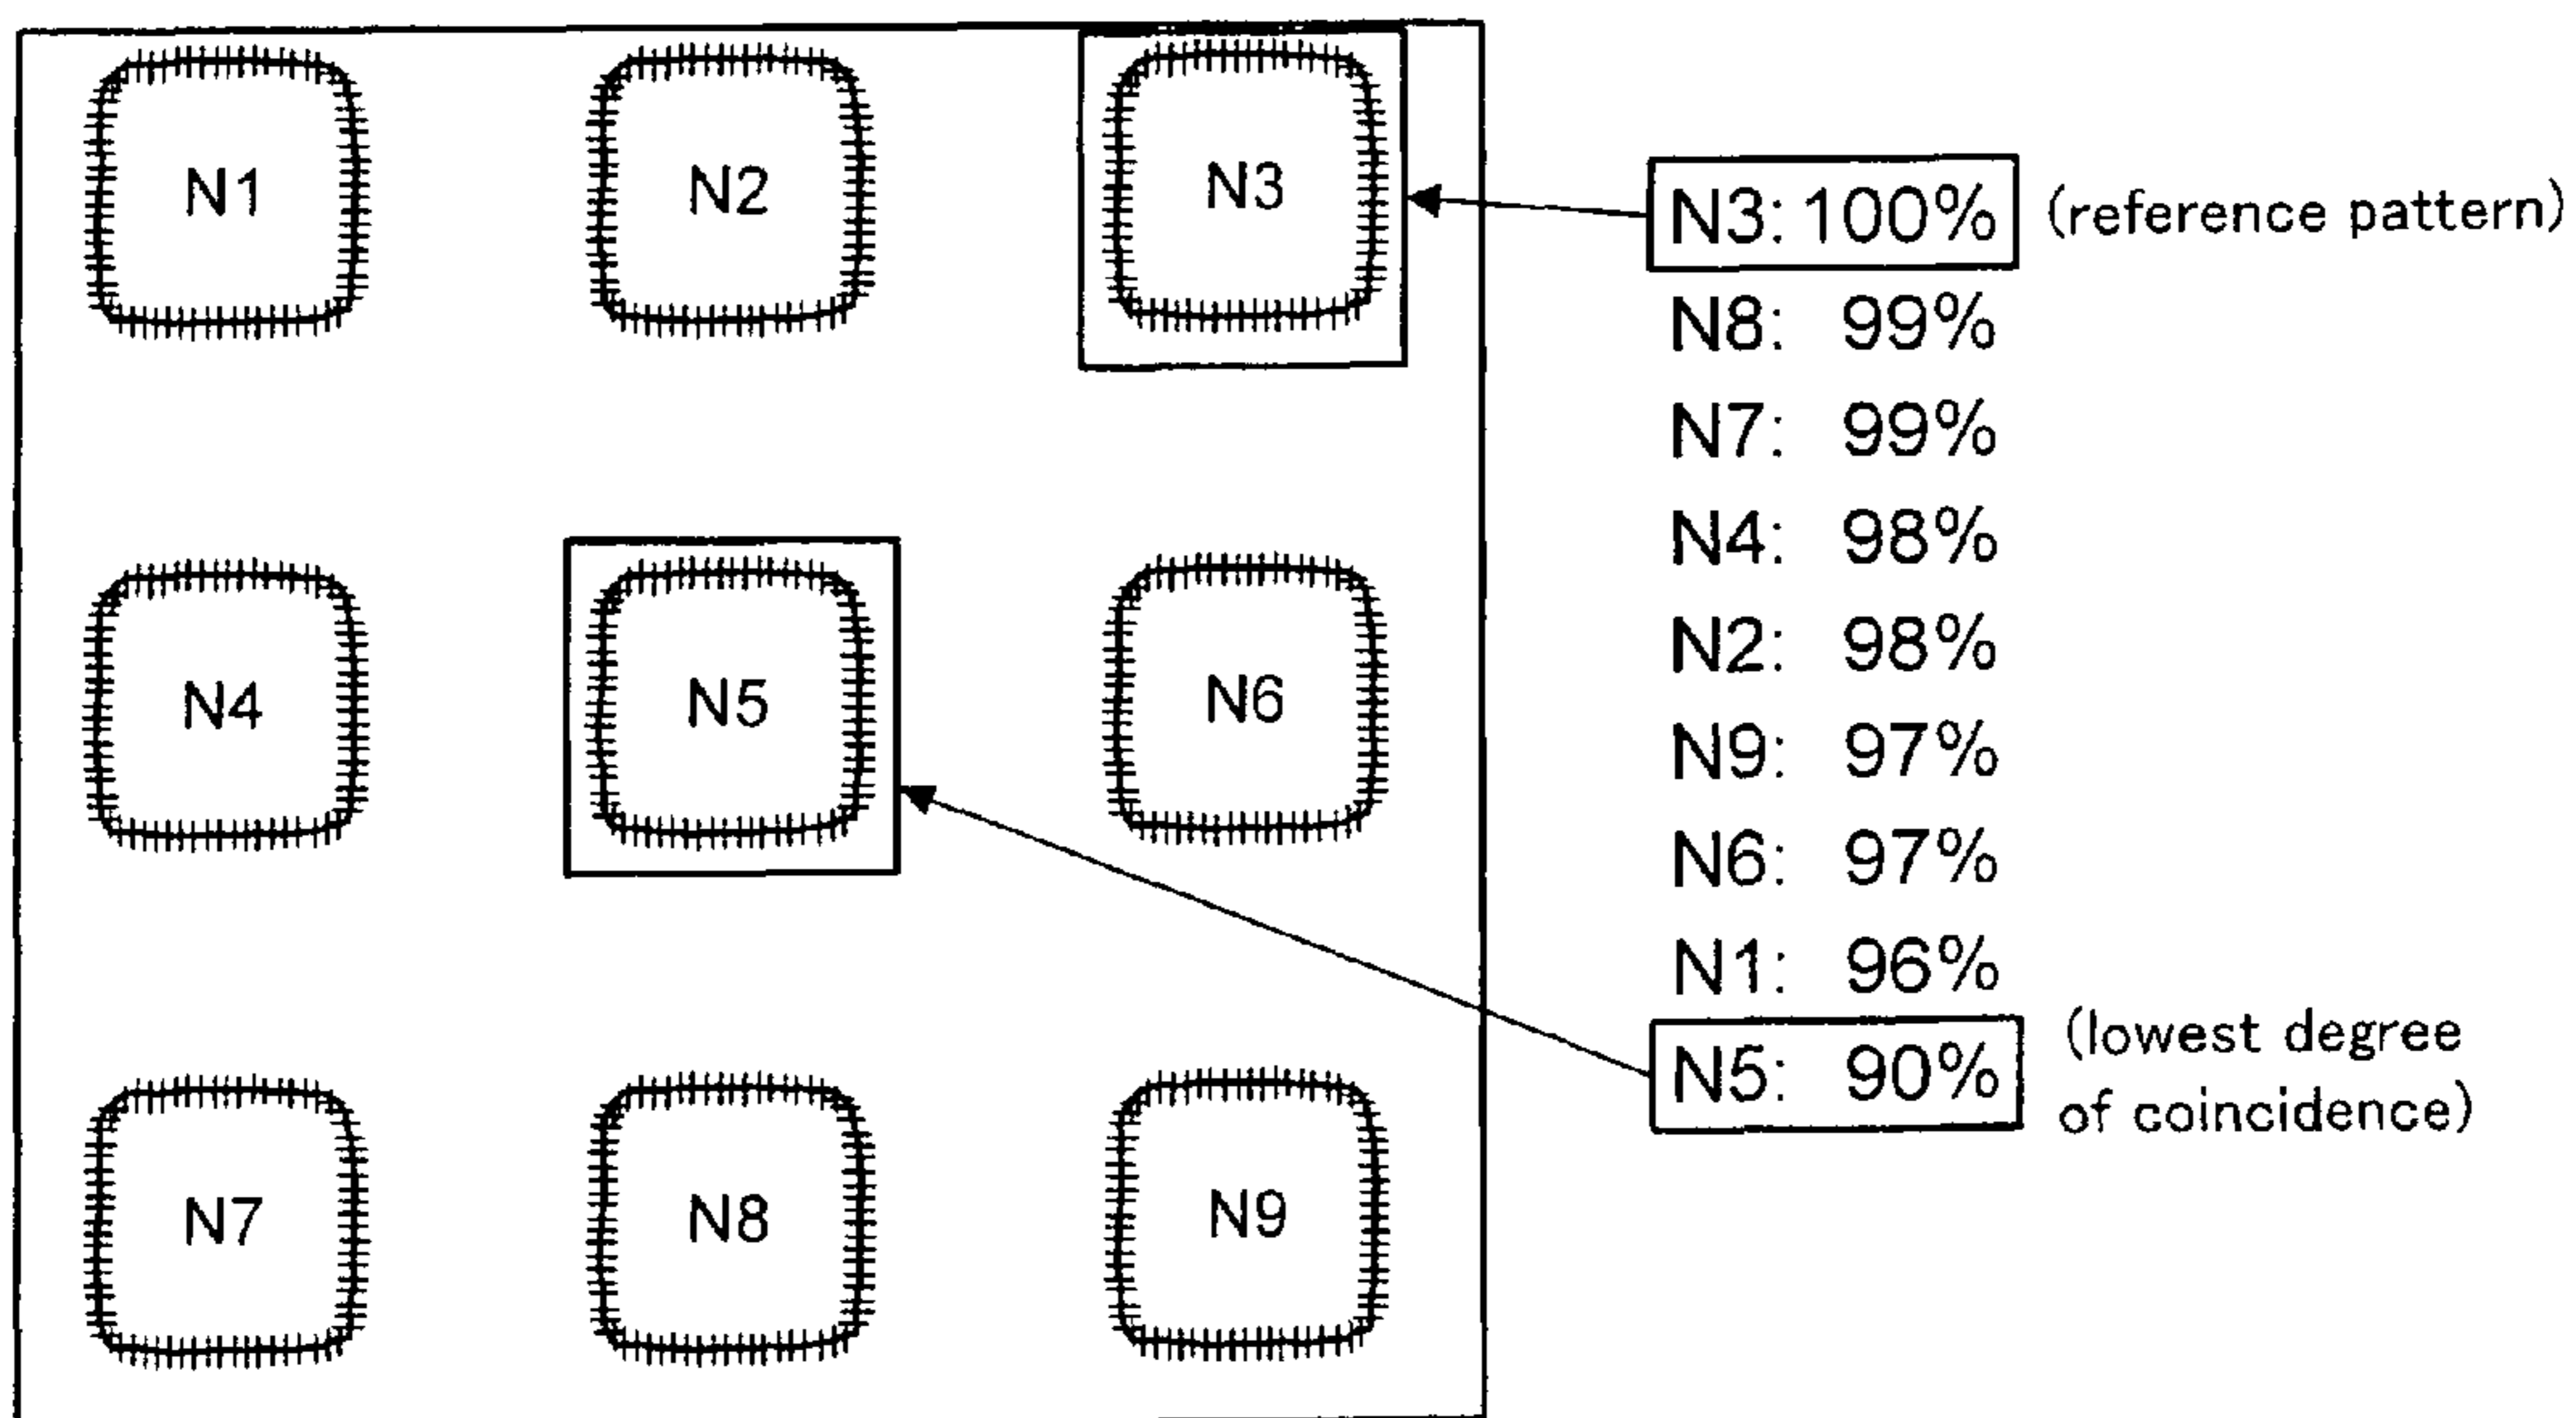 N1 N2 N3
N4 N5 N6
N7 N8 N9
N3: 100% (reference pattern)
N8: 99%
N7: 99%
N4: 98%
N2: 98%
N9: 97%
N6: 97%
N1: 96%
N5: 90% (lowest degree
of coincidence)